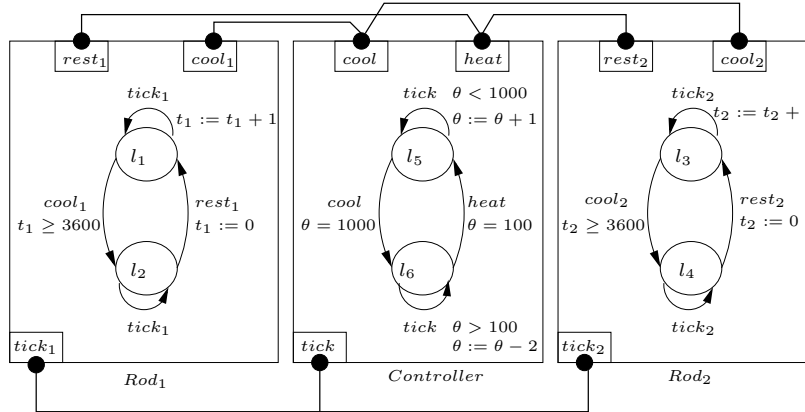 rest₁ cool₁ cool heat rest₂ cool₂
tick₁
t₁ := t₁ + 1
l₁
cool₁
t₁ ≥ 3600
rest₁
t₁ := 0
l₂
tick₁
tick₁
Rod₁
tick θ < 1000
θ := θ + 1
l₅
cool
θ = 1000
heat
θ = 100
l₆
tick θ > 100
θ := θ − 2
tick
Controller
tick₂
t₂ := t₂ +
l₃
cool₂
t₂ ≥ 3600
rest₂
t₂ := 0
l₄
tick₂
tick₂
Rod₂